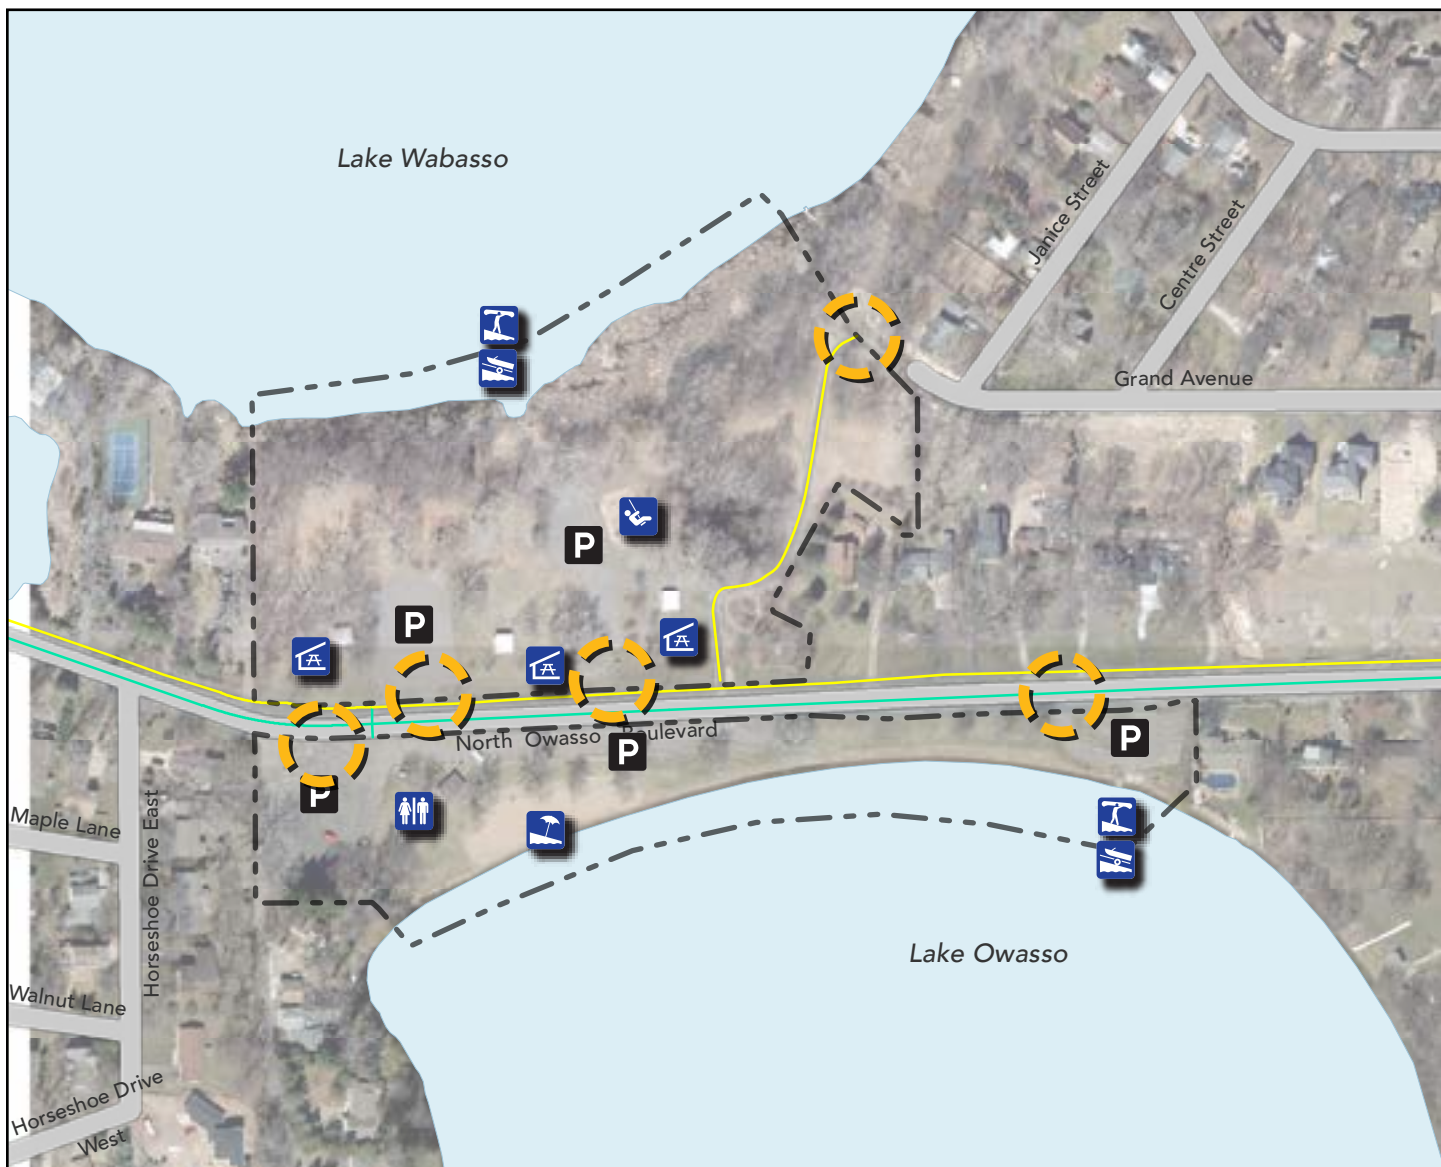 Lake Wabasso
Janice Street
Centre Street
Grand Avenue
P
P
North Owasso Boulevard
P
P
P
Maple Lane
Horseshoe Drive East
Lake Owasso
Walnut Lane
Horseshoe Drive
West